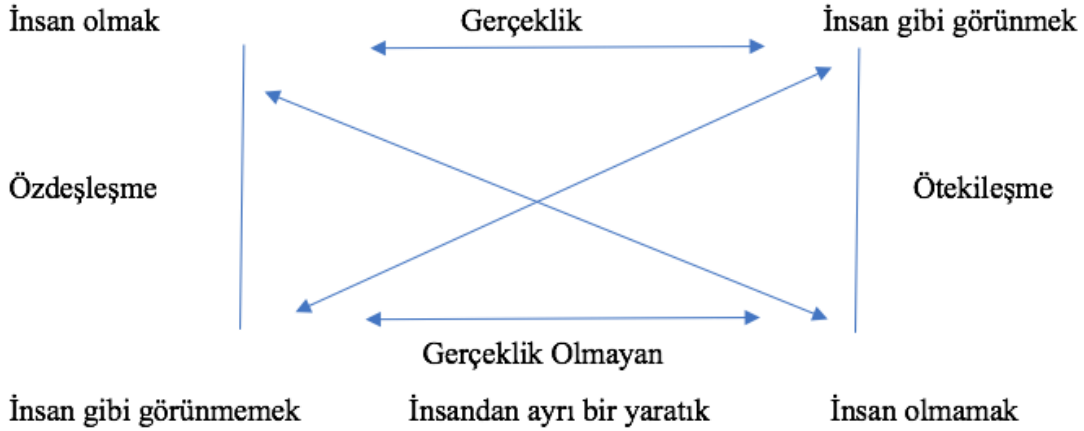 İnsan olmak Gerçeklik İnsan gibi görünmek
Özdeşleşme Ötekileşme
Gerçeklik Olmayan
İnsan gibi görünmemek İnsandan ayrı bir yaratık İnsan olmamak